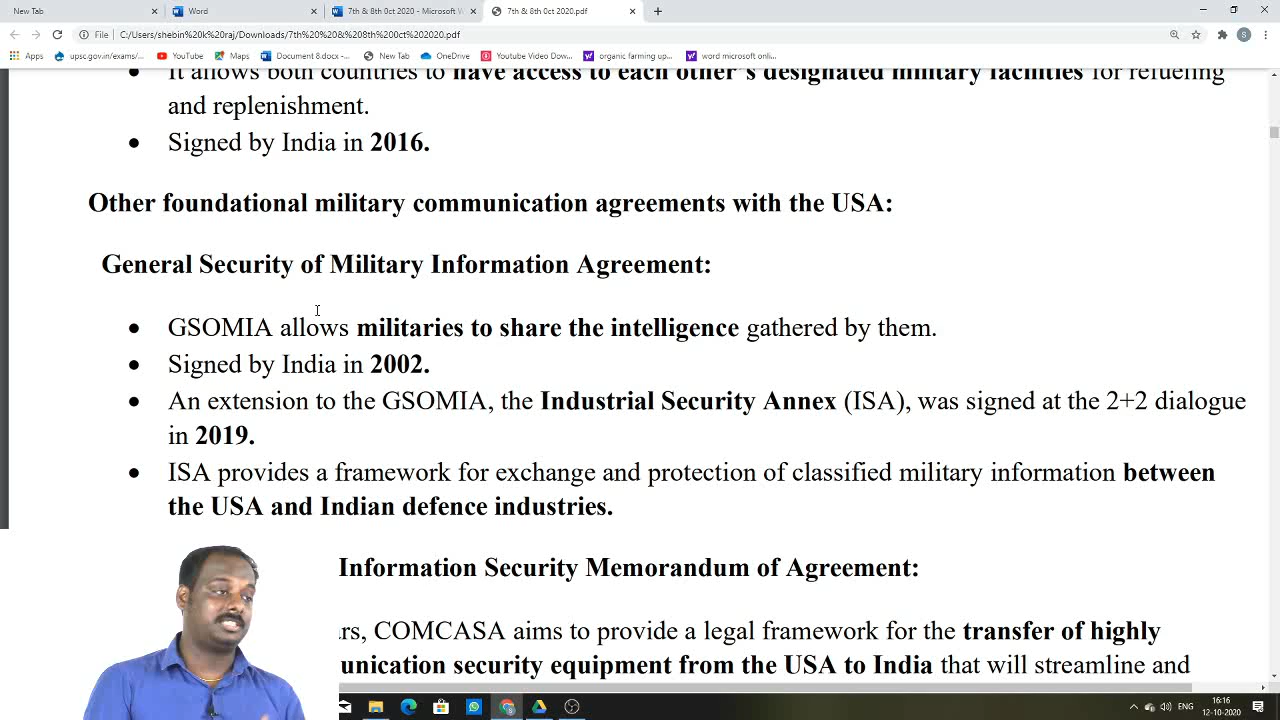 New Tab
Word
7th & 8th 0ct 2020 - Microsoft W
7th & 8th 0ct 2020.pdf
File
C:/Users/shebin%20k%20raj/Downloads/7th%20%20&%208th%20ct%202020.pdf
S
Apps
upsc.gov.in/exams/...
YouTube
Maps
Document 8.docx -...
New Tab
OneDrive
Youtube Video Dow...
organic farming up...
word microsoft onli...
• It allows both countries to have access to each other's designated military facilities for refueling
and replenishment.
• Signed by India in 2016.
Other foundational military communication agreements with the USA:
General Security of Military Information Agreement:
• GSOMIA allows militaries to share the intelligence gathered by them.
• Signed by India in 2002.
• An extension to the GSOMIA, the Industrial Security Annex (ISA), was signed at the 2+2 dialogue
in 2019.
• ISA provides a framework for exchange and protection of classified military information between
the USA and Indian defence industries.
Information Security Memorandum of Agreement:
rs, COMCASA aims to provide a legal framework for the transfer of highly
unication security equipment from the USA to India that will streamline and
ENG
16:16
12-10-2020